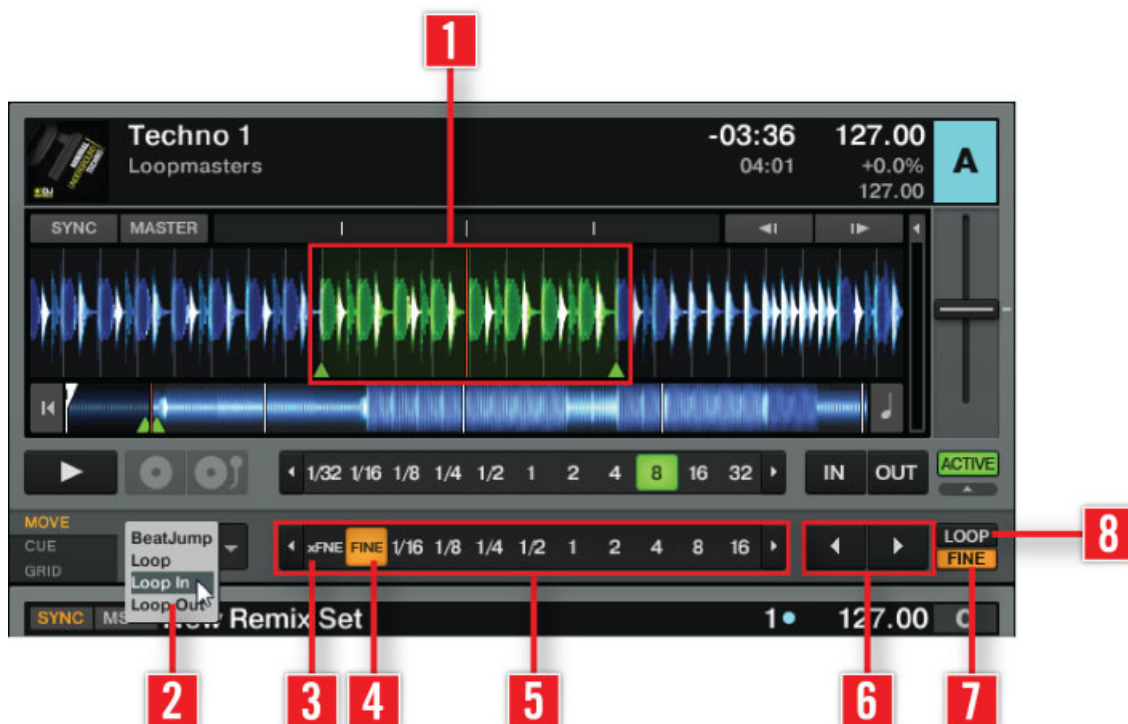 1
Techno 1 -03:36 127.00 A
Loopmasters 04:01 +0.0%
127.00
MINIMAL
UNDERGROUND
TECHNO
SYNC MASTER
1/32 1/16 1/8 1/4 1/2 1 2 4 8 16 32 IN OUT ACTIVE
MOVE
CUE
GRID
BeatJump
Loop
Loop In
Loop Out
xFNE FINE 1/16 1/8 1/4 1/2 1 2 4 8 16
LOOP
FINE
8
SYNC Remix Set 1 127.00
2 3 4 5 6 7